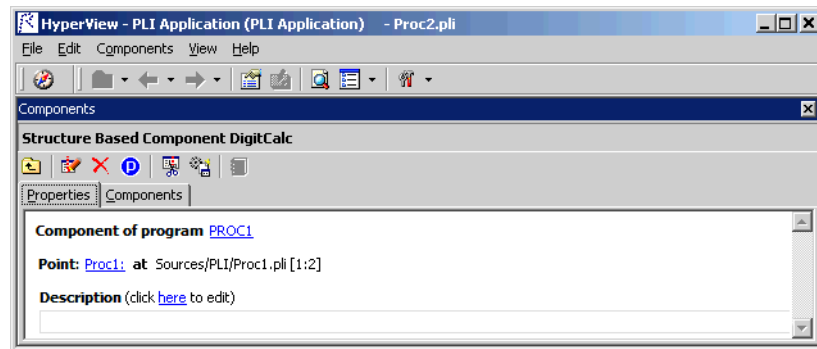 HyperView - PLI Application (PLI Application) - Proc2.pli
File Edit Components View Help
Components
Structure Based Component DigitCalc
Properties Components
Component of program PROC1
Point: Proc1: at Sources/PLI/Proc1.pli [1:2]
Description (click here to edit)